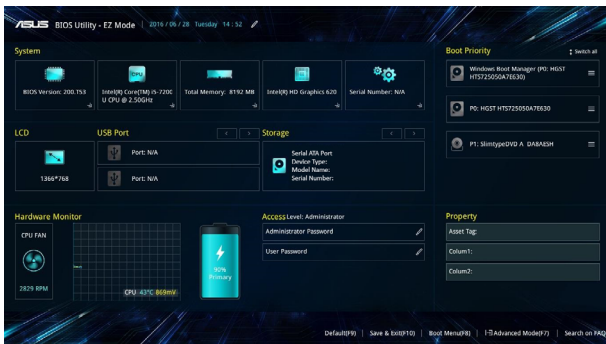 ASUS BIOS Utility - EZ Mode 2016/06/28 Tuesday 14:52
System
BIOS Version: 200.T53
Intel(R) Core(TM) i5-7200
U CPU @ 2.50GHz
Total Memory: 8192 MB
Intel(R) HD Graphics 620
Serial Number: N/A
Boot Priority
Switch all
Windows Boot Manager (P0: HGST
HTS725050A7E630)
P0: HGST HTS725050A7E630
P1: SlimtypeDVD A DA8AESH
LCD
1366*768
USB Port
Port: N/A
Port: N/A
Storage
Serial ATA Port
Device Type:
Model Name:
Serial Number:
Hardware Monitor
CPU FAN
2829 RPM
CPU 43°C 869mV
90%
Primary
Access Level: Administrator
Administrator Password
User Password
Property
Asset Tag:
Colum1:
Colum2:
Default(F9) | Save & Exit(F10) | Boot Menu(F8) | Advanced Mode(F7) | Search on FAQ